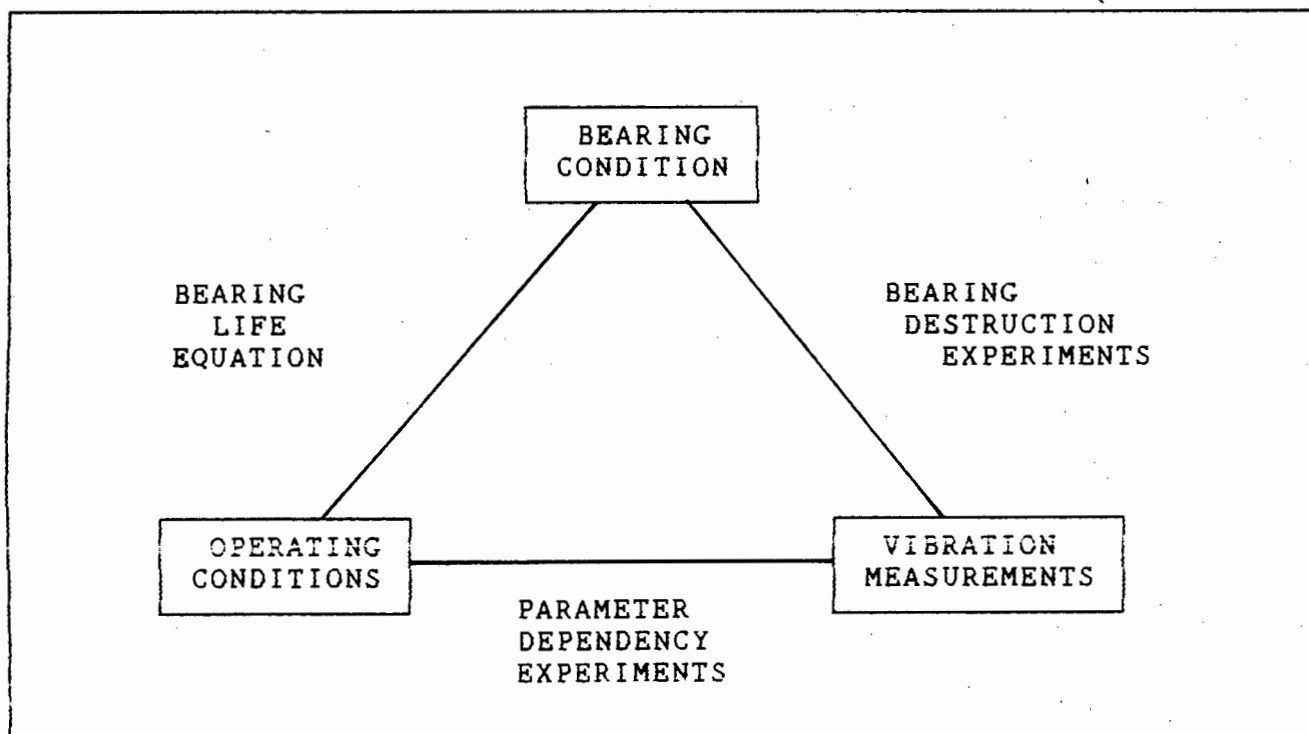 BEARING
CONDITION
BEARING
LIFE
EQUATION
BEARING
DESTRUCTION
EXPERIMENTS
OPERATING
CONDITIONS
VIBRATION
MEASUREMENTS
PARAMETER
DEPENDENCY
EXPERIMENTS